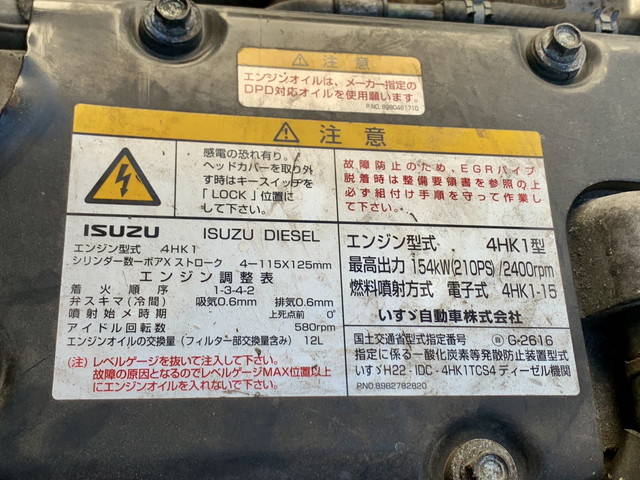 ⚠ 注意
エンジンオイルは、メーカー指定の
DPD対応オイルを使用願います。
P.NO.8980461710
⚠ 注意
感電の恐れ有り。
ヘッドカバーを取り外
す時はキースイッチを
「LOCK」位置に
して下さい。
故障防止のため、EGRパイプ
脱着時は整備要領書を参照の上
必ず組付け手順を守って作業し
て下さい。
ISUZU ISUZU DIESEL
エンジン型式 4HK1
シリンダ数ーボアX ストローク 4ー115X125mm
エンジン調整表
着火順序 1-3-4-2
弁スキマ(冷間) 吸気0.6mm 排気0.6mm
噴射始メ時期 上死点前 0°
アイドル回転数 580rpm
エンジンオイルの交換量(フィルター部交換量含み) 12L
(注)レベルゲージを抜いて注入して下さい。
故障の原因となるのでレベルゲージMAX位置以上
にエンジンオイルを入れないで下さい。
エンジン型式 4HK1型
最高出力 154kW(210PS)/2400rpm
燃料噴射方式 電子式 4HK1-15
いすゞ自動車株式会社
国土交通省型式指定番号 G-2616
指定に係る一酸化炭素等発散防止装置型式
いすゞH22-IDC-4HK1TCS4ディーゼル機関
P.NO.8982782820